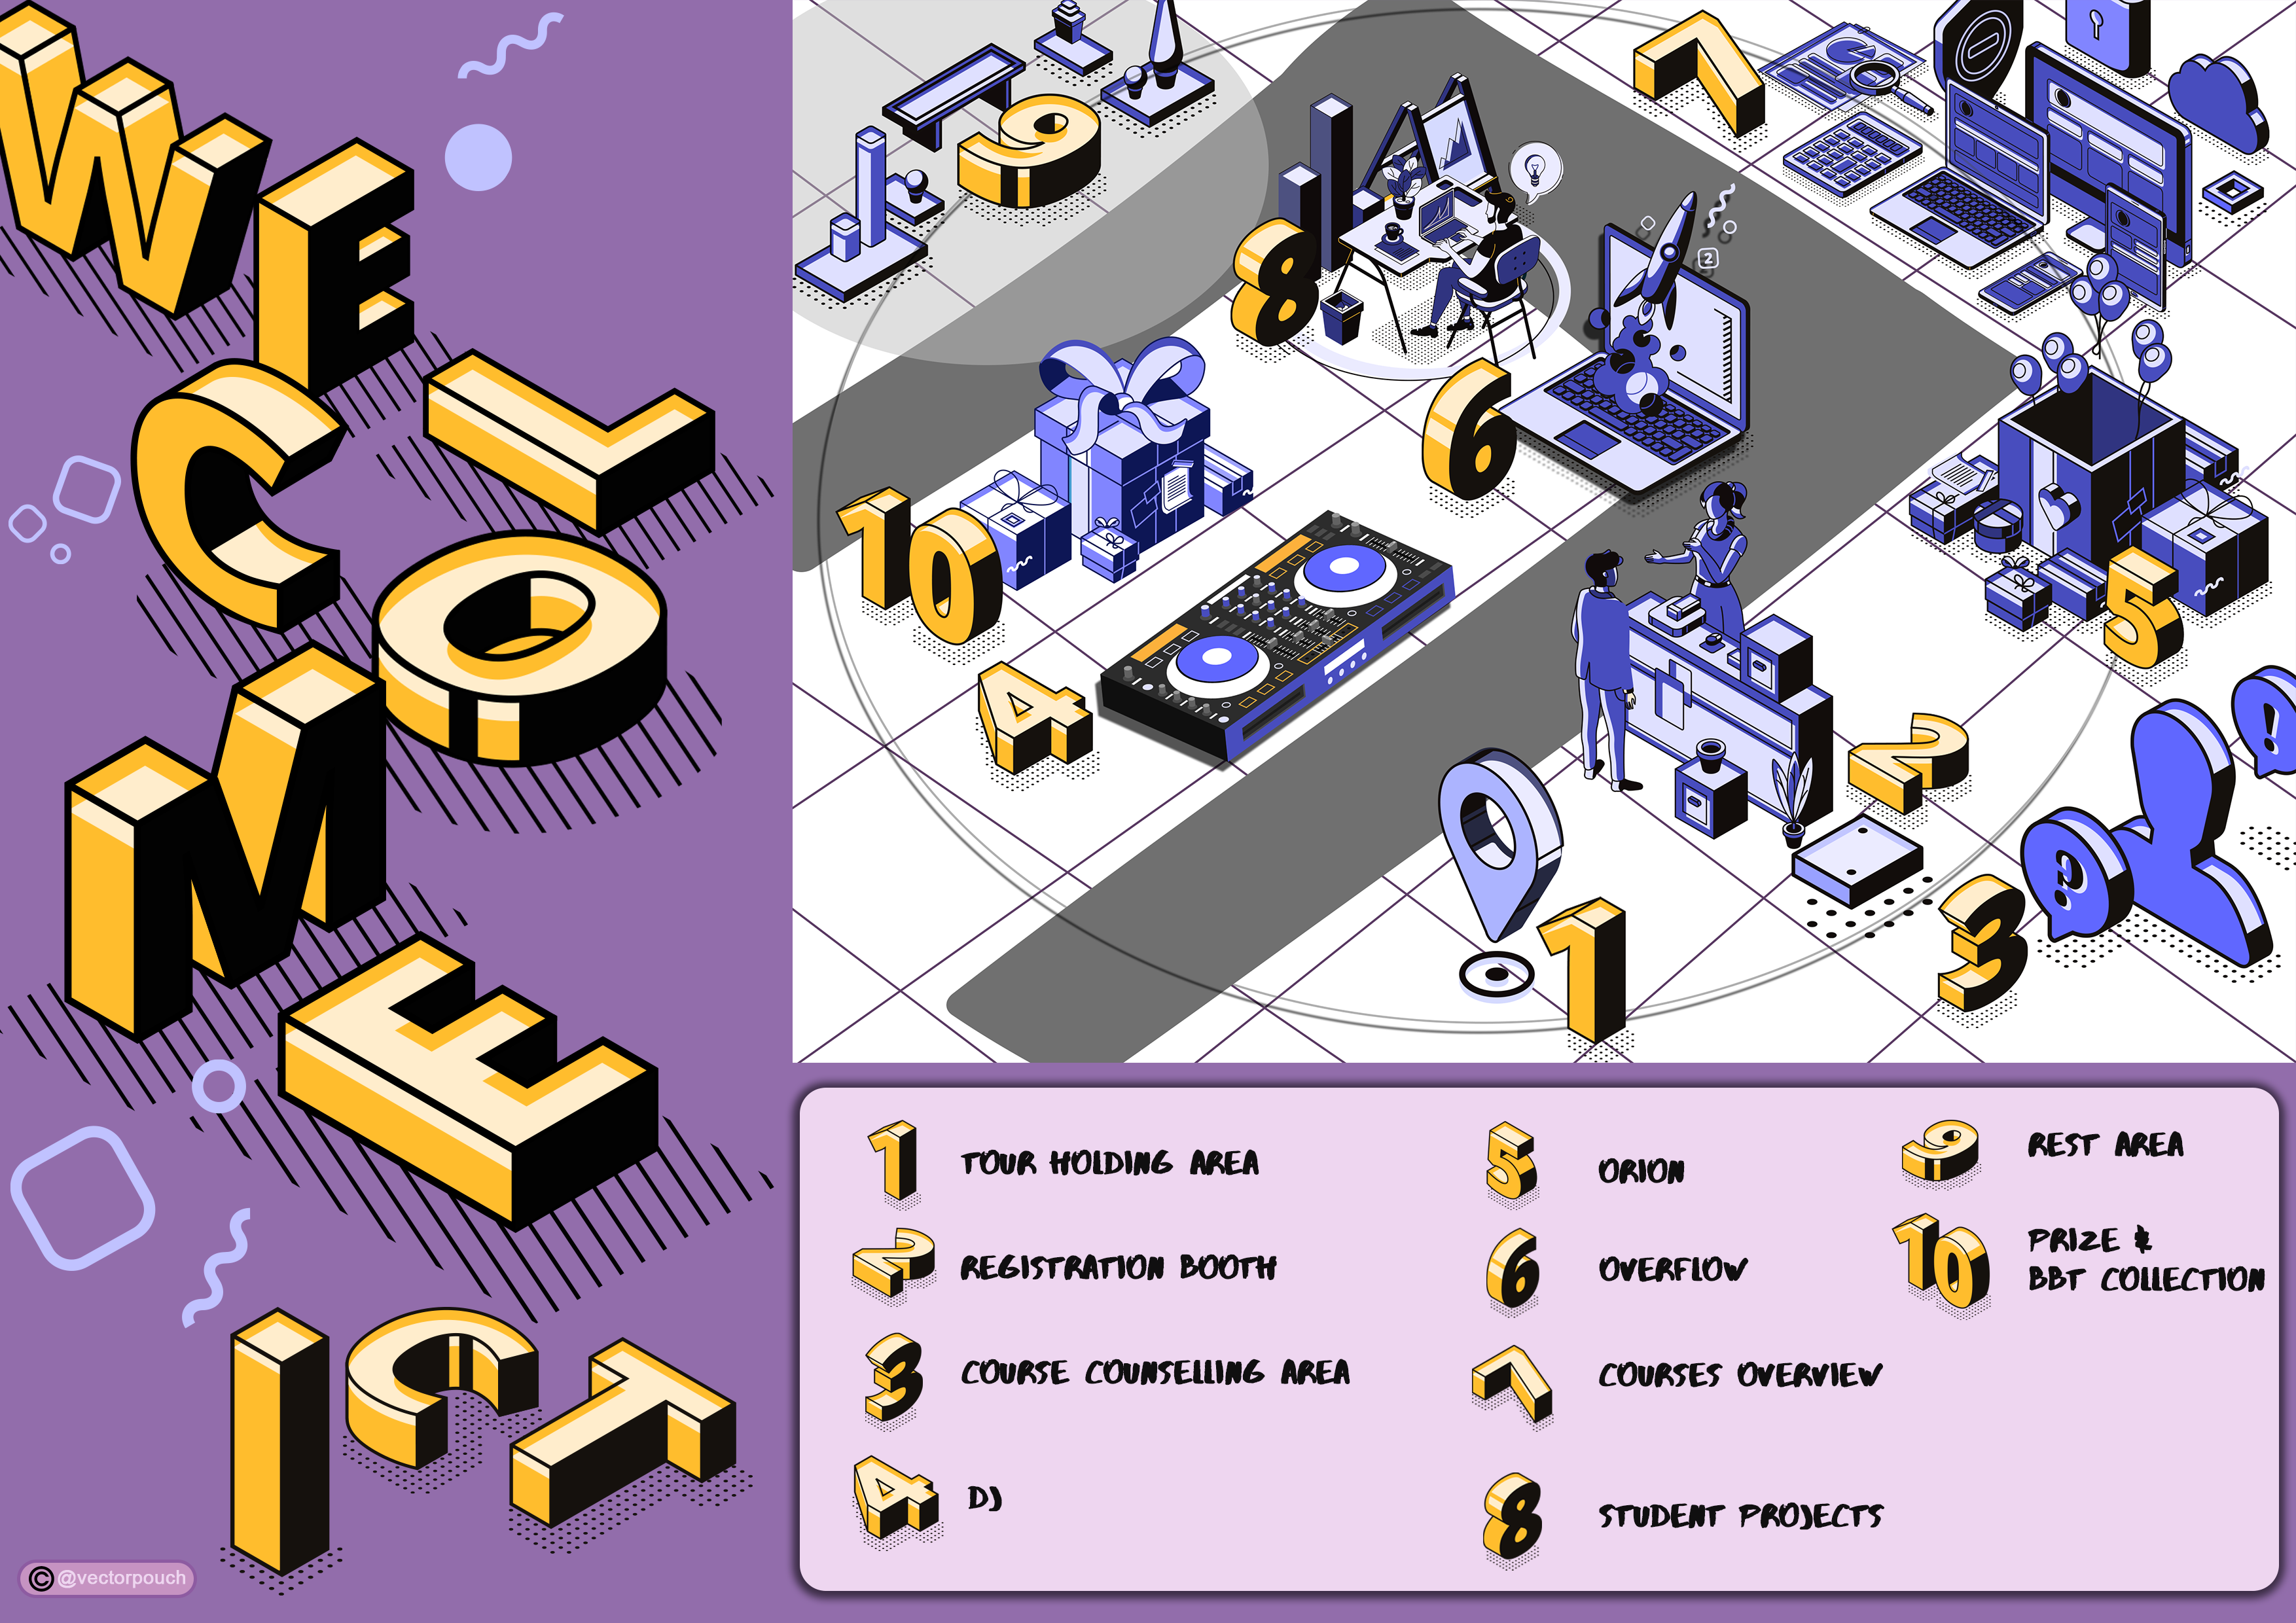 WELCOME
ICT
9
7
8
6
2
10
4
5
2
1
3
?
!
1 TOUR HOLDING AREA
2 REGISTRATION BOOTH
3 COURSE COUNSELLING AREA
4 DJ
5 ORION
6 OVERFLOW
7 COURSES OVERVIEW
8 STUDENT PROJECTS
9 REST AREA
10 PRIZE &
BBT COLLECTION
© @vectorpouch